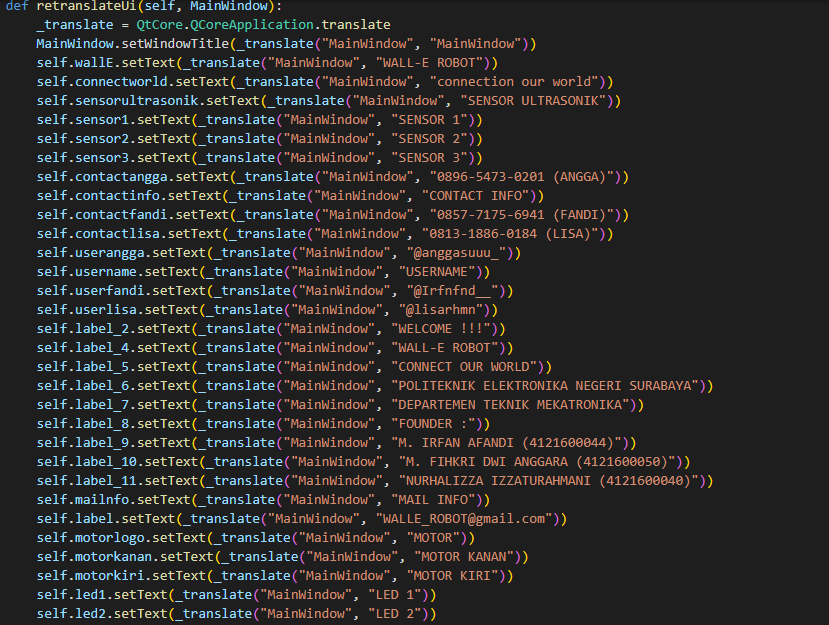 def retranslateUi(self, MainWindow):
    _translate = QtCore.QCoreApplication.translate
    MainWindow.setWindowTitle(_translate("MainWindow", "MainWindow"))
    self.wallE.setText(_translate("MainWindow", "WALL-E ROBOT"))
    self.connectworld.setText(_translate("MainWindow", "connection our world"))
    self.sensorultrasonik.setText(_translate("MainWindow", "SENSOR ULTRASONIK"))
    self.sensor1.setText(_translate("MainWindow", "SENSOR 1"))
    self.sensor2.setText(_translate("MainWindow", "SENSOR 2"))
    self.sensor3.setText(_translate("MainWindow", "SENSOR 3"))
    self.contactangga.setText(_translate("MainWindow", "0896-5473-0201 (ANGGA)"))
    self.contactinfo.setText(_translate("MainWindow", "CONTACT INFO"))
    self.contactfandi.setText(_translate("MainWindow", "0857-7175-6941 (FANDI)"))
    self.contactlisa.setText(_translate("MainWindow", "0813-1886-0184 (LISA)"))
    self.userangga.setText(_translate("MainWindow", "@anggasuuu_"))
    self.username.setText(_translate("MainWindow", "USERNAME"))
    self.userfandi.setText(_translate("MainWindow", "@Irfnfnd__"))
    self.userlisa.setText(_translate("MainWindow", "@lisarhmn"))
    self.label_2.setText(_translate("MainWindow", "WELCOME !!!"))
    self.label_4.setText(_translate("MainWindow", "WALL-E ROBOT"))
    self.label_5.setText(_translate("MainWindow", "CONNECT OUR WORLD"))
    self.label_6.setText(_translate("MainWindow", "POLITEKNIK ELEKTRONIKA NEGERI SURABAYA"))
    self.label_7.setText(_translate("MainWindow", "DEPARTEMEN TEKNIK MEKATRONIKA"))
    self.label_8.setText(_translate("MainWindow", "FOUNDER :"))
    self.label_9.setText(_translate("MainWindow", "M. IRFAN AFANDI (4121600044)"))
    self.label_10.setText(_translate("MainWindow", "M. FIHKRI DWI ANGGARA (4121600050)"))
    self.label_11.setText(_translate("MainWindow", "NURHALIZZA IZZATURAHMANI (4121600040)"))
    self.mailnfo.setText(_translate("MainWindow", "MAIL INFO"))
    self.label.setText(_translate("MainWindow", "WALLE_ROBOT@gmail.com"))
    self.motorlogo.setText(_translate("MainWindow", "MOTOR"))
    self.motorkanan.setText(_translate("MainWindow", "MOTOR KANAN"))
    self.motorkiri.setText(_translate("MainWindow", "MOTOR KIRI"))
    self.led1.setText(_translate("MainWindow", "LED 1"))
    self.led2.setText(_translate("MainWindow", "LED 2"))